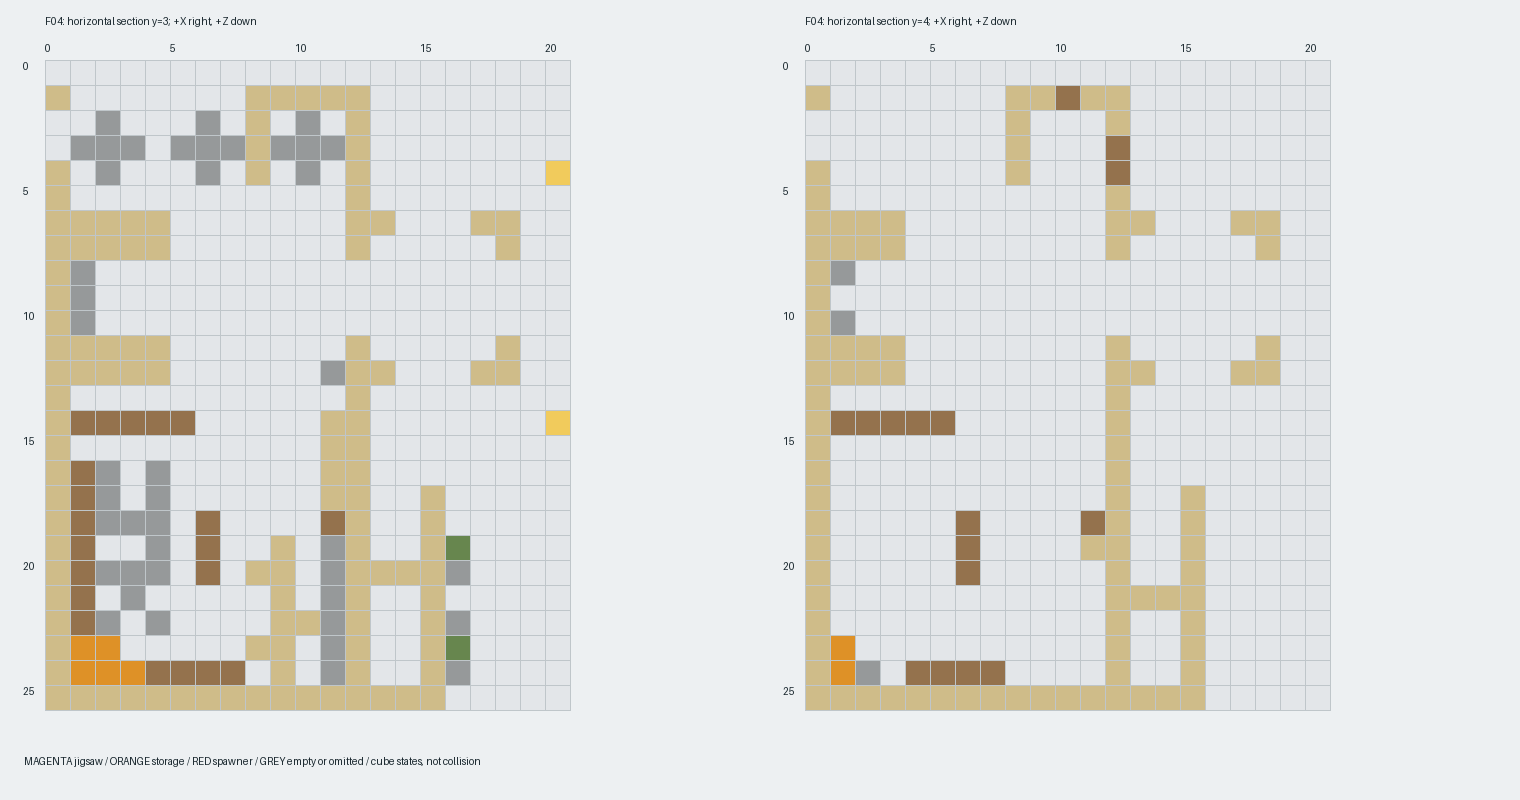 F04: horizontal section y=3; +X right, +Z down
0 5 10 15 20
0
5
10
15
20
25
F04: horizontal section y=4; +X right, +Z down
0 5 10 15 20
0
5
10
15
20
25
MAGENTA jigsaw / ORANGE storage / RED spawner / GREY empty or omitted / cube states, not collision